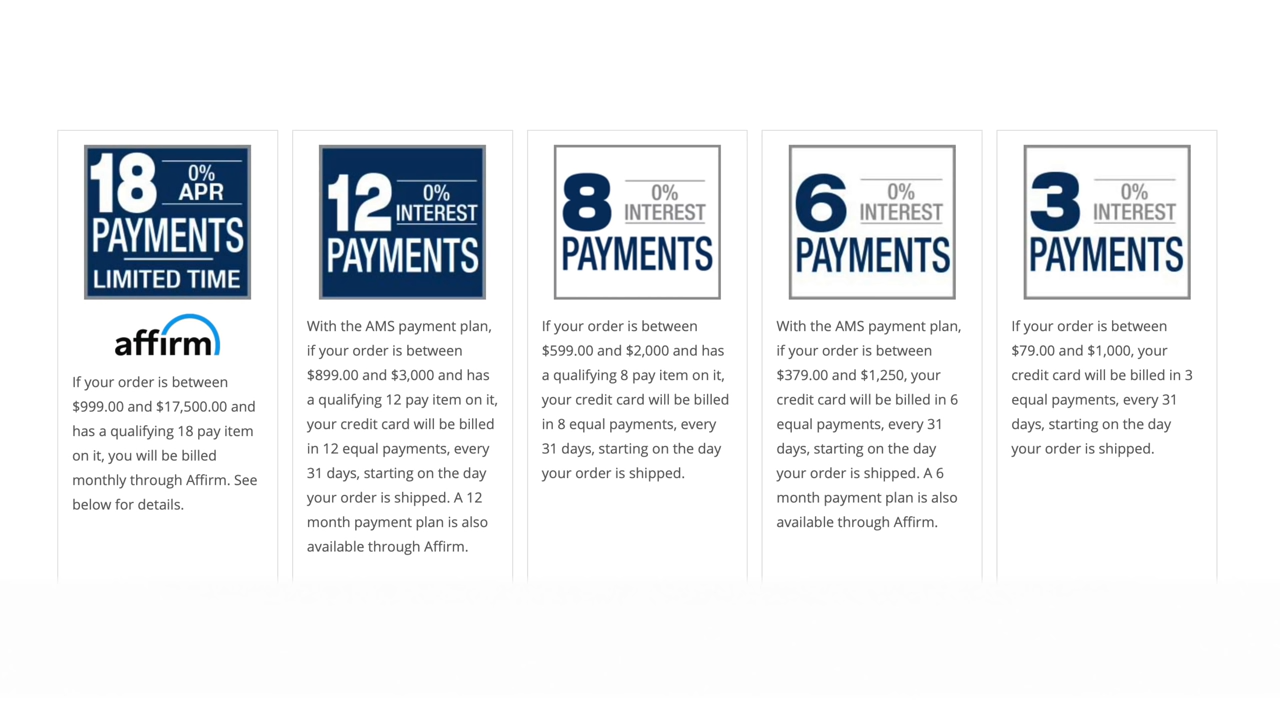 18 0% APR
PAYMENTS
LIMITED TIME
affirm
If your order is between
$999.00 and $17,500.00 and
has a qualifying 18 pay item
on it, you will be billed
monthly through Affirm. See
below for details.
12 0% INTEREST
PAYMENTS
With the AMS payment plan,
if your order is between
$899.00 and $3,000 and has
a qualifying 12 pay item on it,
your credit card will be billed
in 12 equal payments, every
31 days, starting on the day
your order is shipped. A 12
month payment plan is also
available through Affirm.
8 0% INTEREST
PAYMENTS
If your order is between
$599.00 and $2,000 and has
a qualifying 8 pay item on it,
your credit card will be billed
in 8 equal payments, every
31 days, starting on the day
your order is shipped.
6 0% INTEREST
PAYMENTS
With the AMS payment plan,
if your order is between
$379.00 and $1,250, your
credit card will be billed in 6
equal payments, every 31
days, starting on the day
your order is shipped. A 6
month payment plan is also
available through Affirm.
3 0% INTEREST
PAYMENTS
If your order is between
$79.00 and $1,000, your
credit card will be billed in 3
equal payments, every 31
days, starting on the day
your order is shipped.